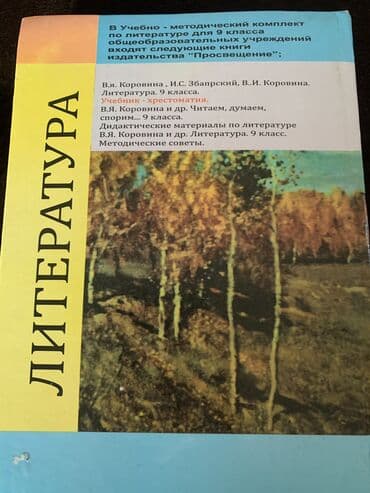 В Учебно - методический комплект
по литературе для 9 класса
общеобразовательных учреждений
входят следующие книги
издательства "Просвещение";
В.я. Коровина , И.С. Збапрский, В..И. Коровина.
Литература. 9 класса.
Учебник - хрестоматиа.
В.Я. Коровина и др. Читаем, думаем,
спорим... 9 класса.
Дидактические материалы по литературе
В.Я. Коровина и др. Литература. 9 класс.
Методические советы.
ЛИТЕРАТУРА